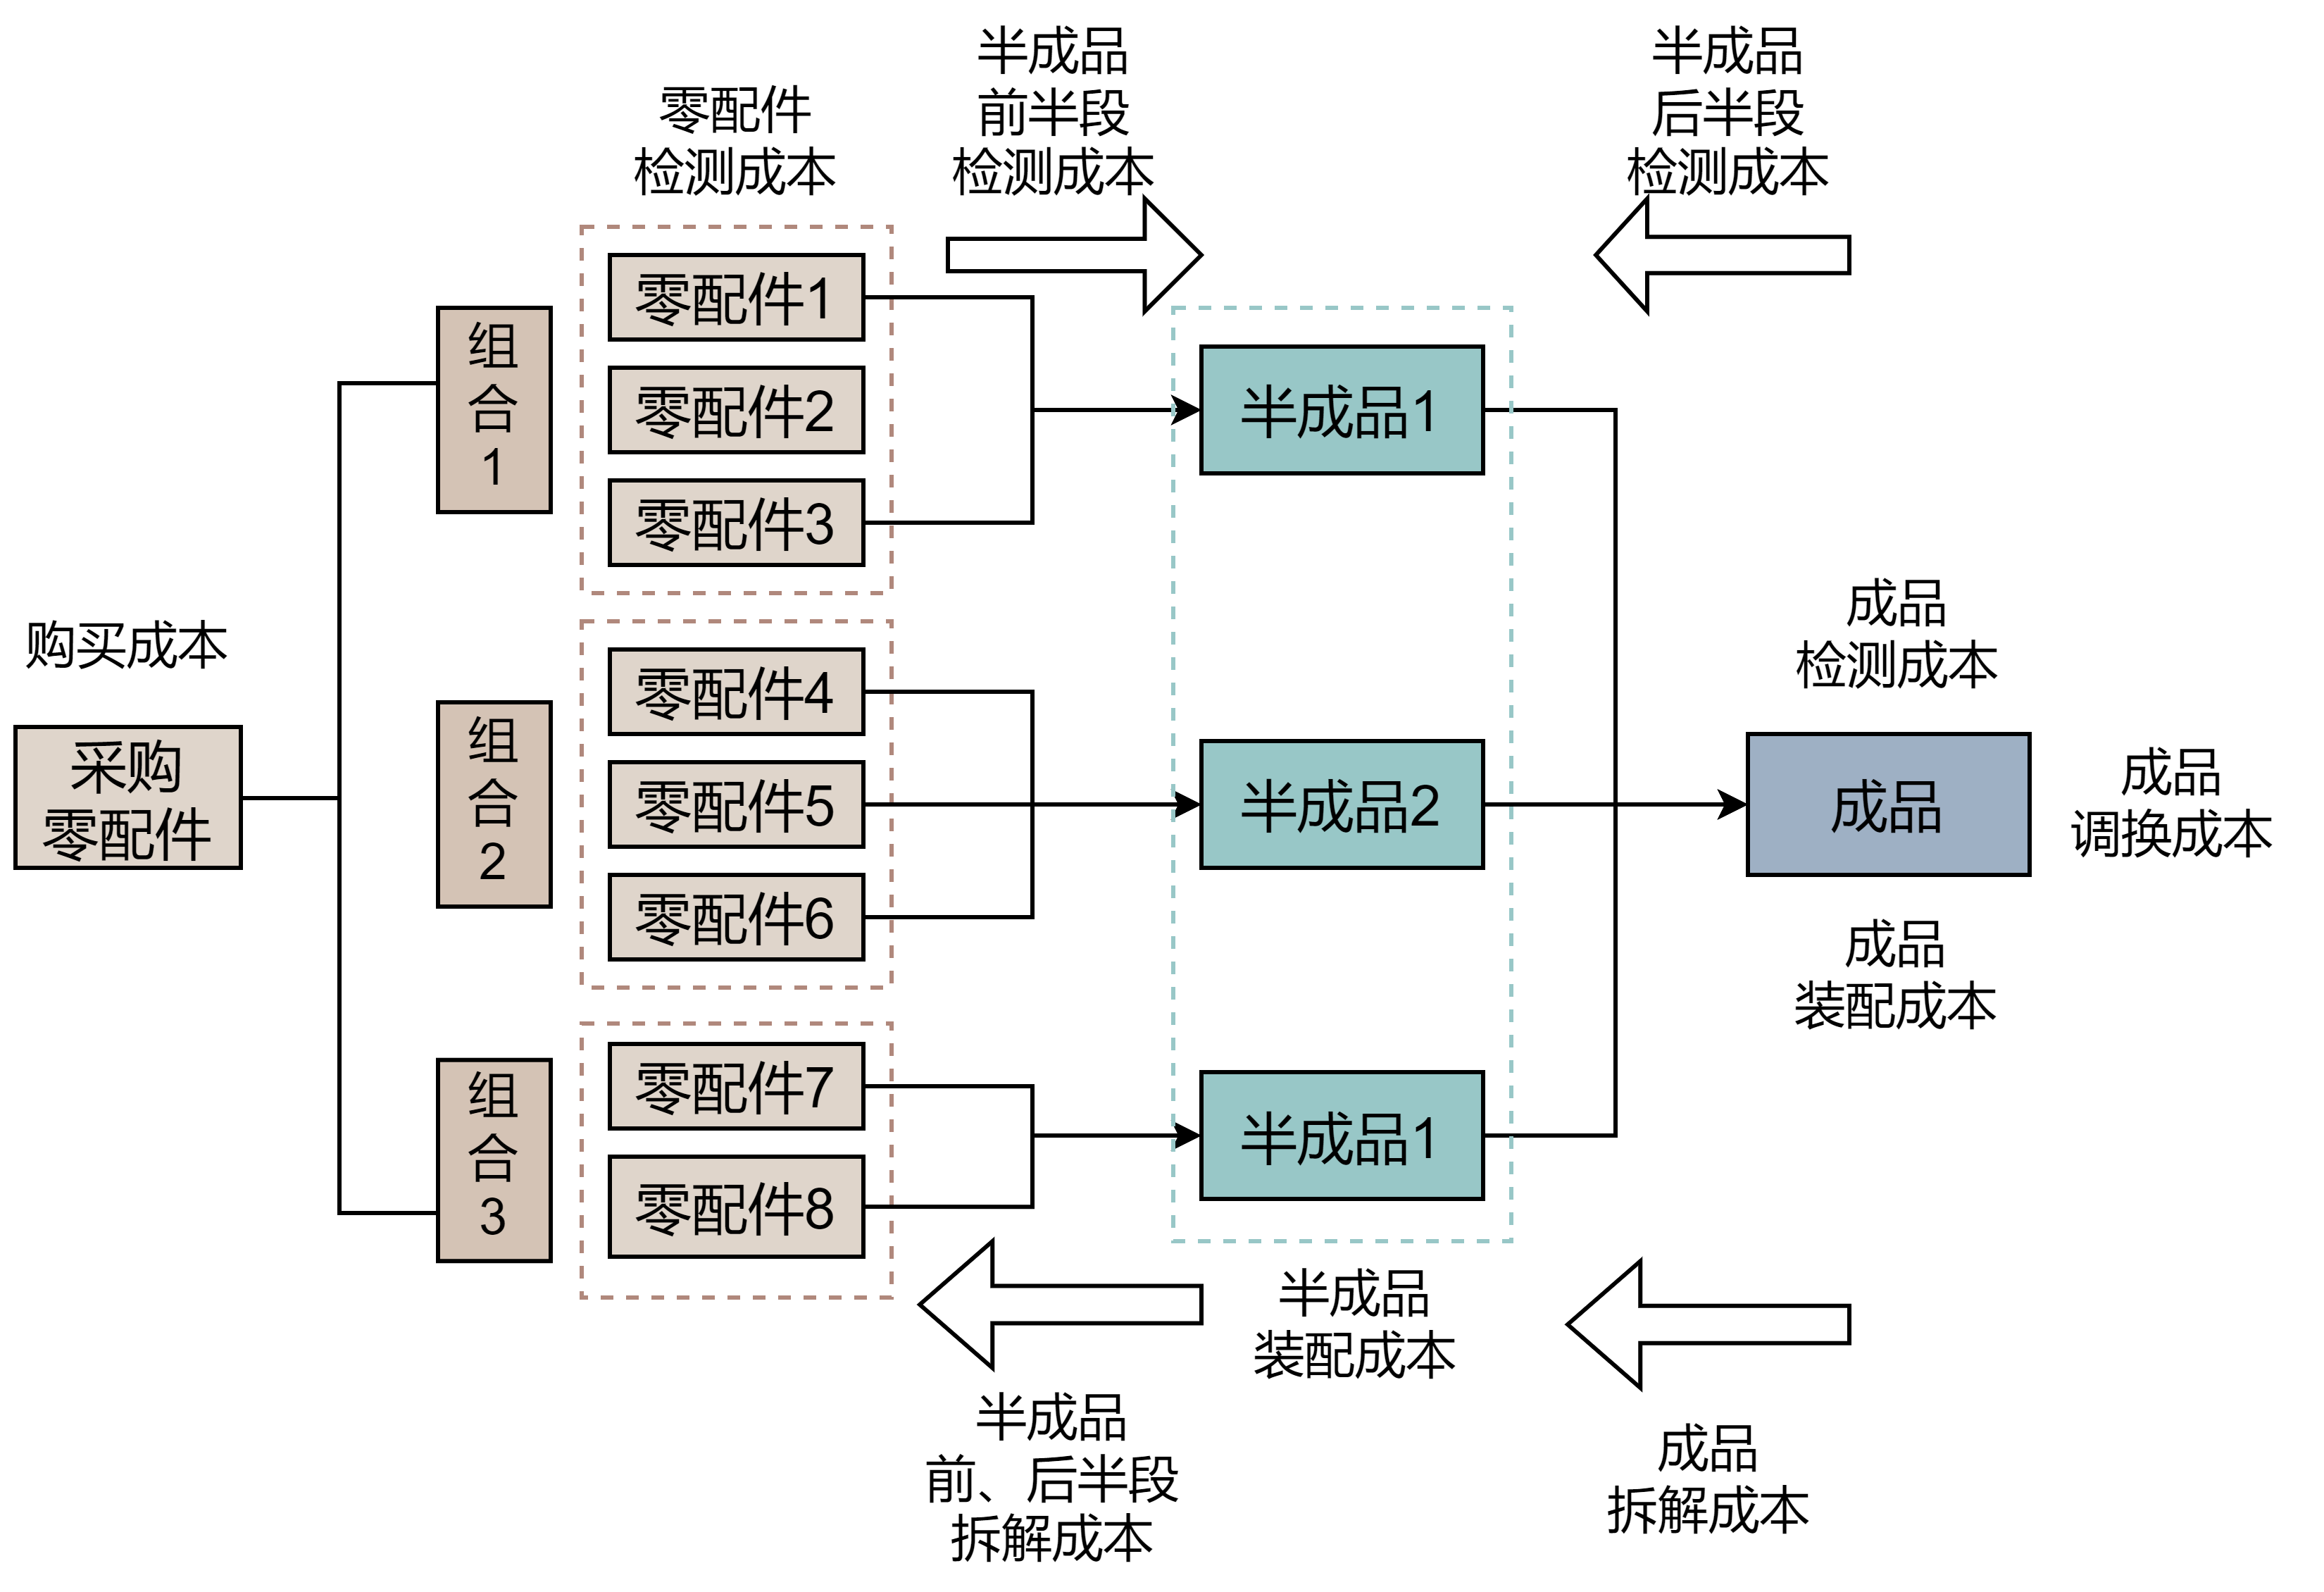 购买成本
采购
零配件
组
合
1
组
合
2
组
合
3
零配件
检测成本
零配件1
零配件2
零配件3
零配件4
零配件5
零配件6
零配件7
零配件8
半成品
前半段
检测成本
半成品
后半段
检测成本
半成品1
半成品2
半成品1
半成品
装配成本
半成品
前、后半段
拆解成本
成品
检测成本
成品
成品
装配成本
成品
调换成本
成品
拆解成本